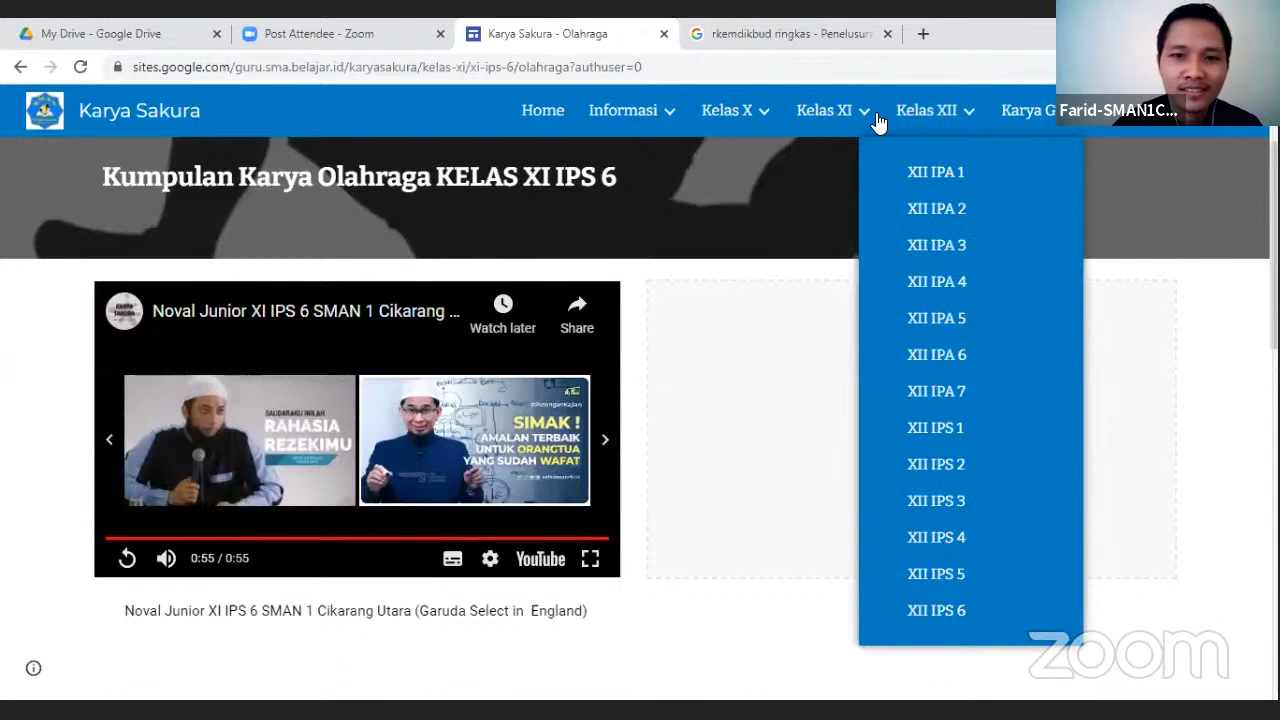 My Drive - Google Drive
Post Attendee - Zoom
Karya Sakura - Olahraga
rkemdikbud ringkas - Penelusura
sites.google.com/guru.sma.belajar.id/karyasakura/kelas-xi/xi-ips-6/olahraga?authuser=0
Farid-SMAN1C...
Karya Sakura
Home
Informasi
Kelas X
Kelas XI
Kelas XII
Karya G
Kumpulan Karya Olahraga KELAS XI IPS 6
XII IPA 1
XII IPA 2
XII IPA 3
XII IPA 4
XII IPA 5
XII IPA 6
XII IPA 7
XII IPS 1
XII IPS 2
XII IPS 3
XII IPS 4
XII IPS 5
XII IPS 6
Noval Junior XI IPS 6 SMAN 1 Cikarang ...
Watch later
Share
SAUDARAKU INILAH
RAHASIA
REZEKIMU
#PotonganKajian
SIMAK !
AMALAN TERBAIK
UNTUK ORANGTUA
YANG SUDAH WAFAT
0:55 / 0:55
YouTube
Noval Junior XI IPS 6 SMAN 1 Cikarang Utara (Garuda Select in England)
zoom